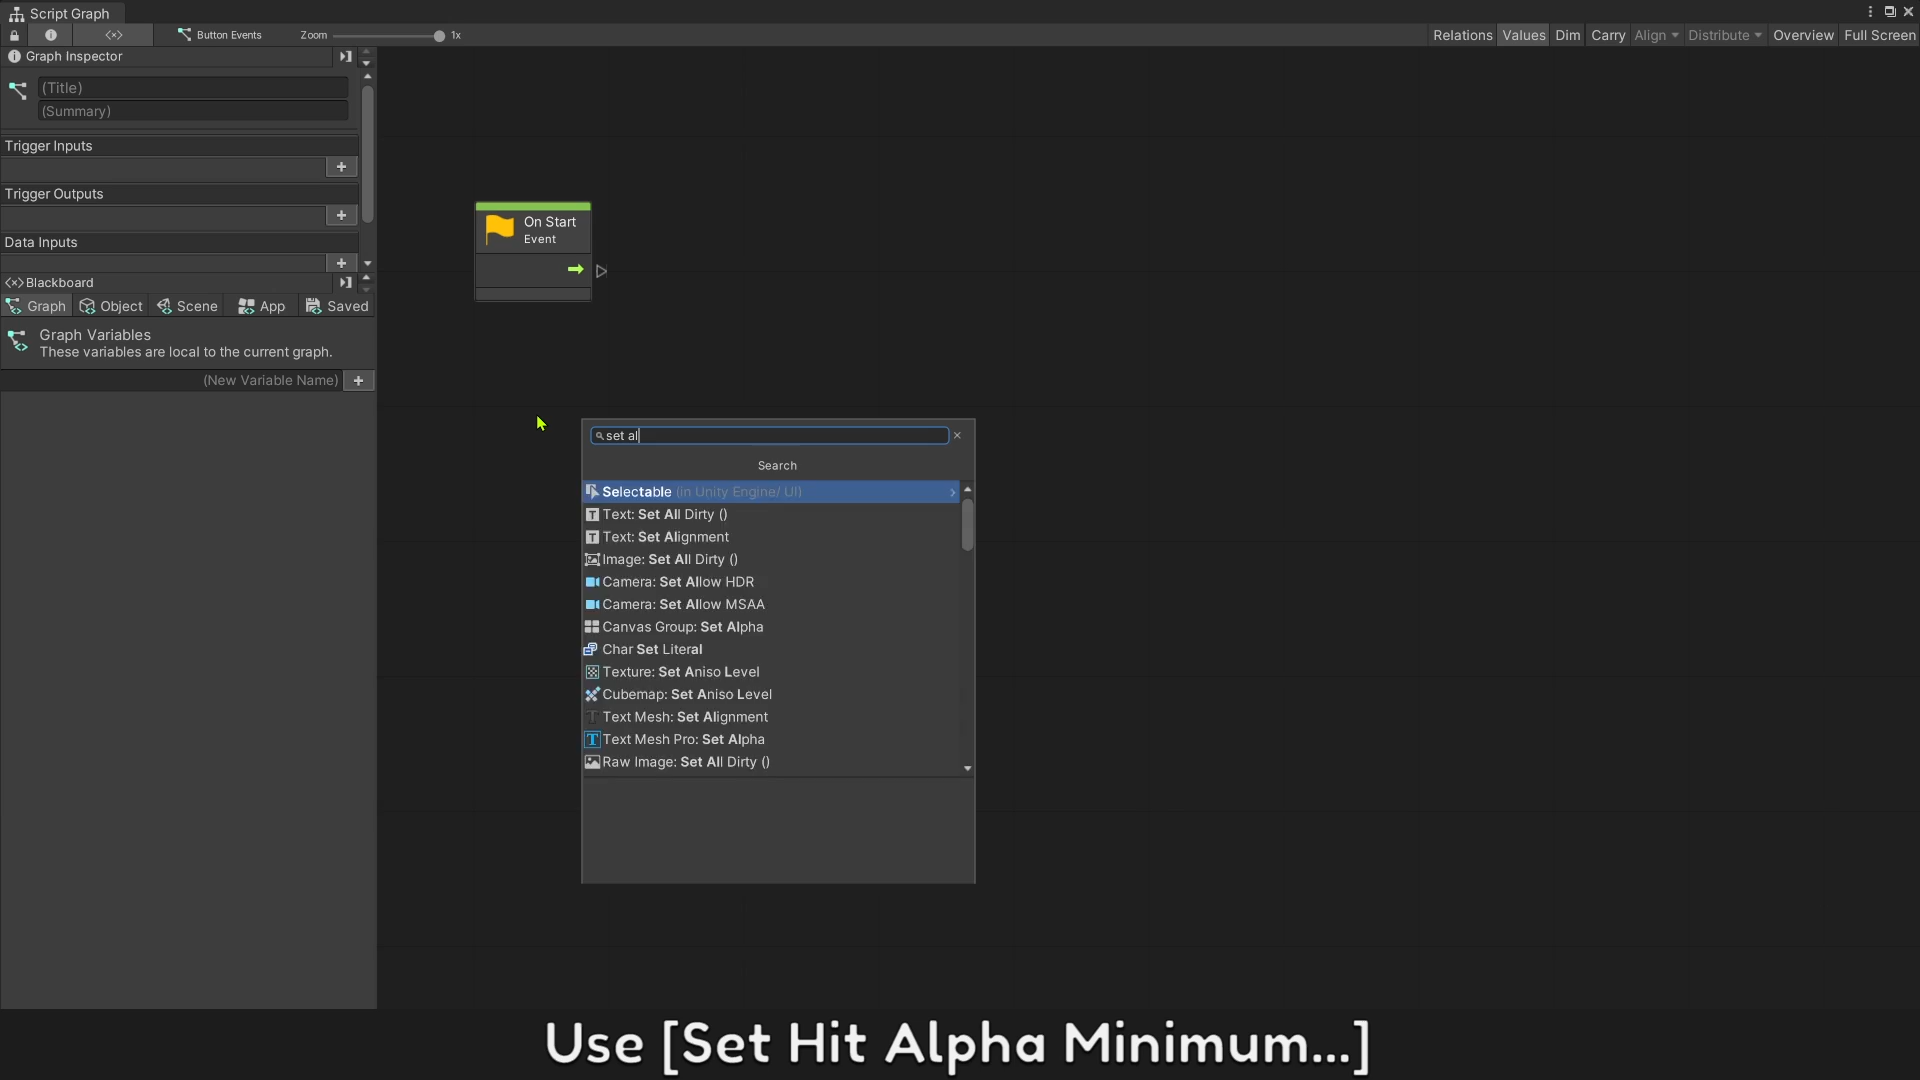 Script Graph
Button Events
Zoom
1x
Relations
Values
Dim
Carry
Align
Distribute
Overview
Full Screen
Graph Inspector
(Title)
(Summary)
Trigger Inputs
Trigger Outputs
Data Inputs
Blackboard
Graph
Object
Scene
App
Saved
Graph Variables
These variables are local to the current graph.
(New Variable Name)
On Start
Event
set al
Search
Selectable (in Unity Engine/ UI)
Text: Set All Dirty ()
Text: Set Alignment
Image: Set All Dirty ()
Camera: Set Allow HDR
Camera: Set Allow MSAA
Canvas Group: Set Alpha
Char Set Literal
Texture: Set Aniso Level
Cubemap: Set Aniso Level
Text Mesh: Set Alignment
Text Mesh Pro: Set Alpha
Raw Image: Set All Dirty ()
Use [Set Hit Alpha Minimum...]